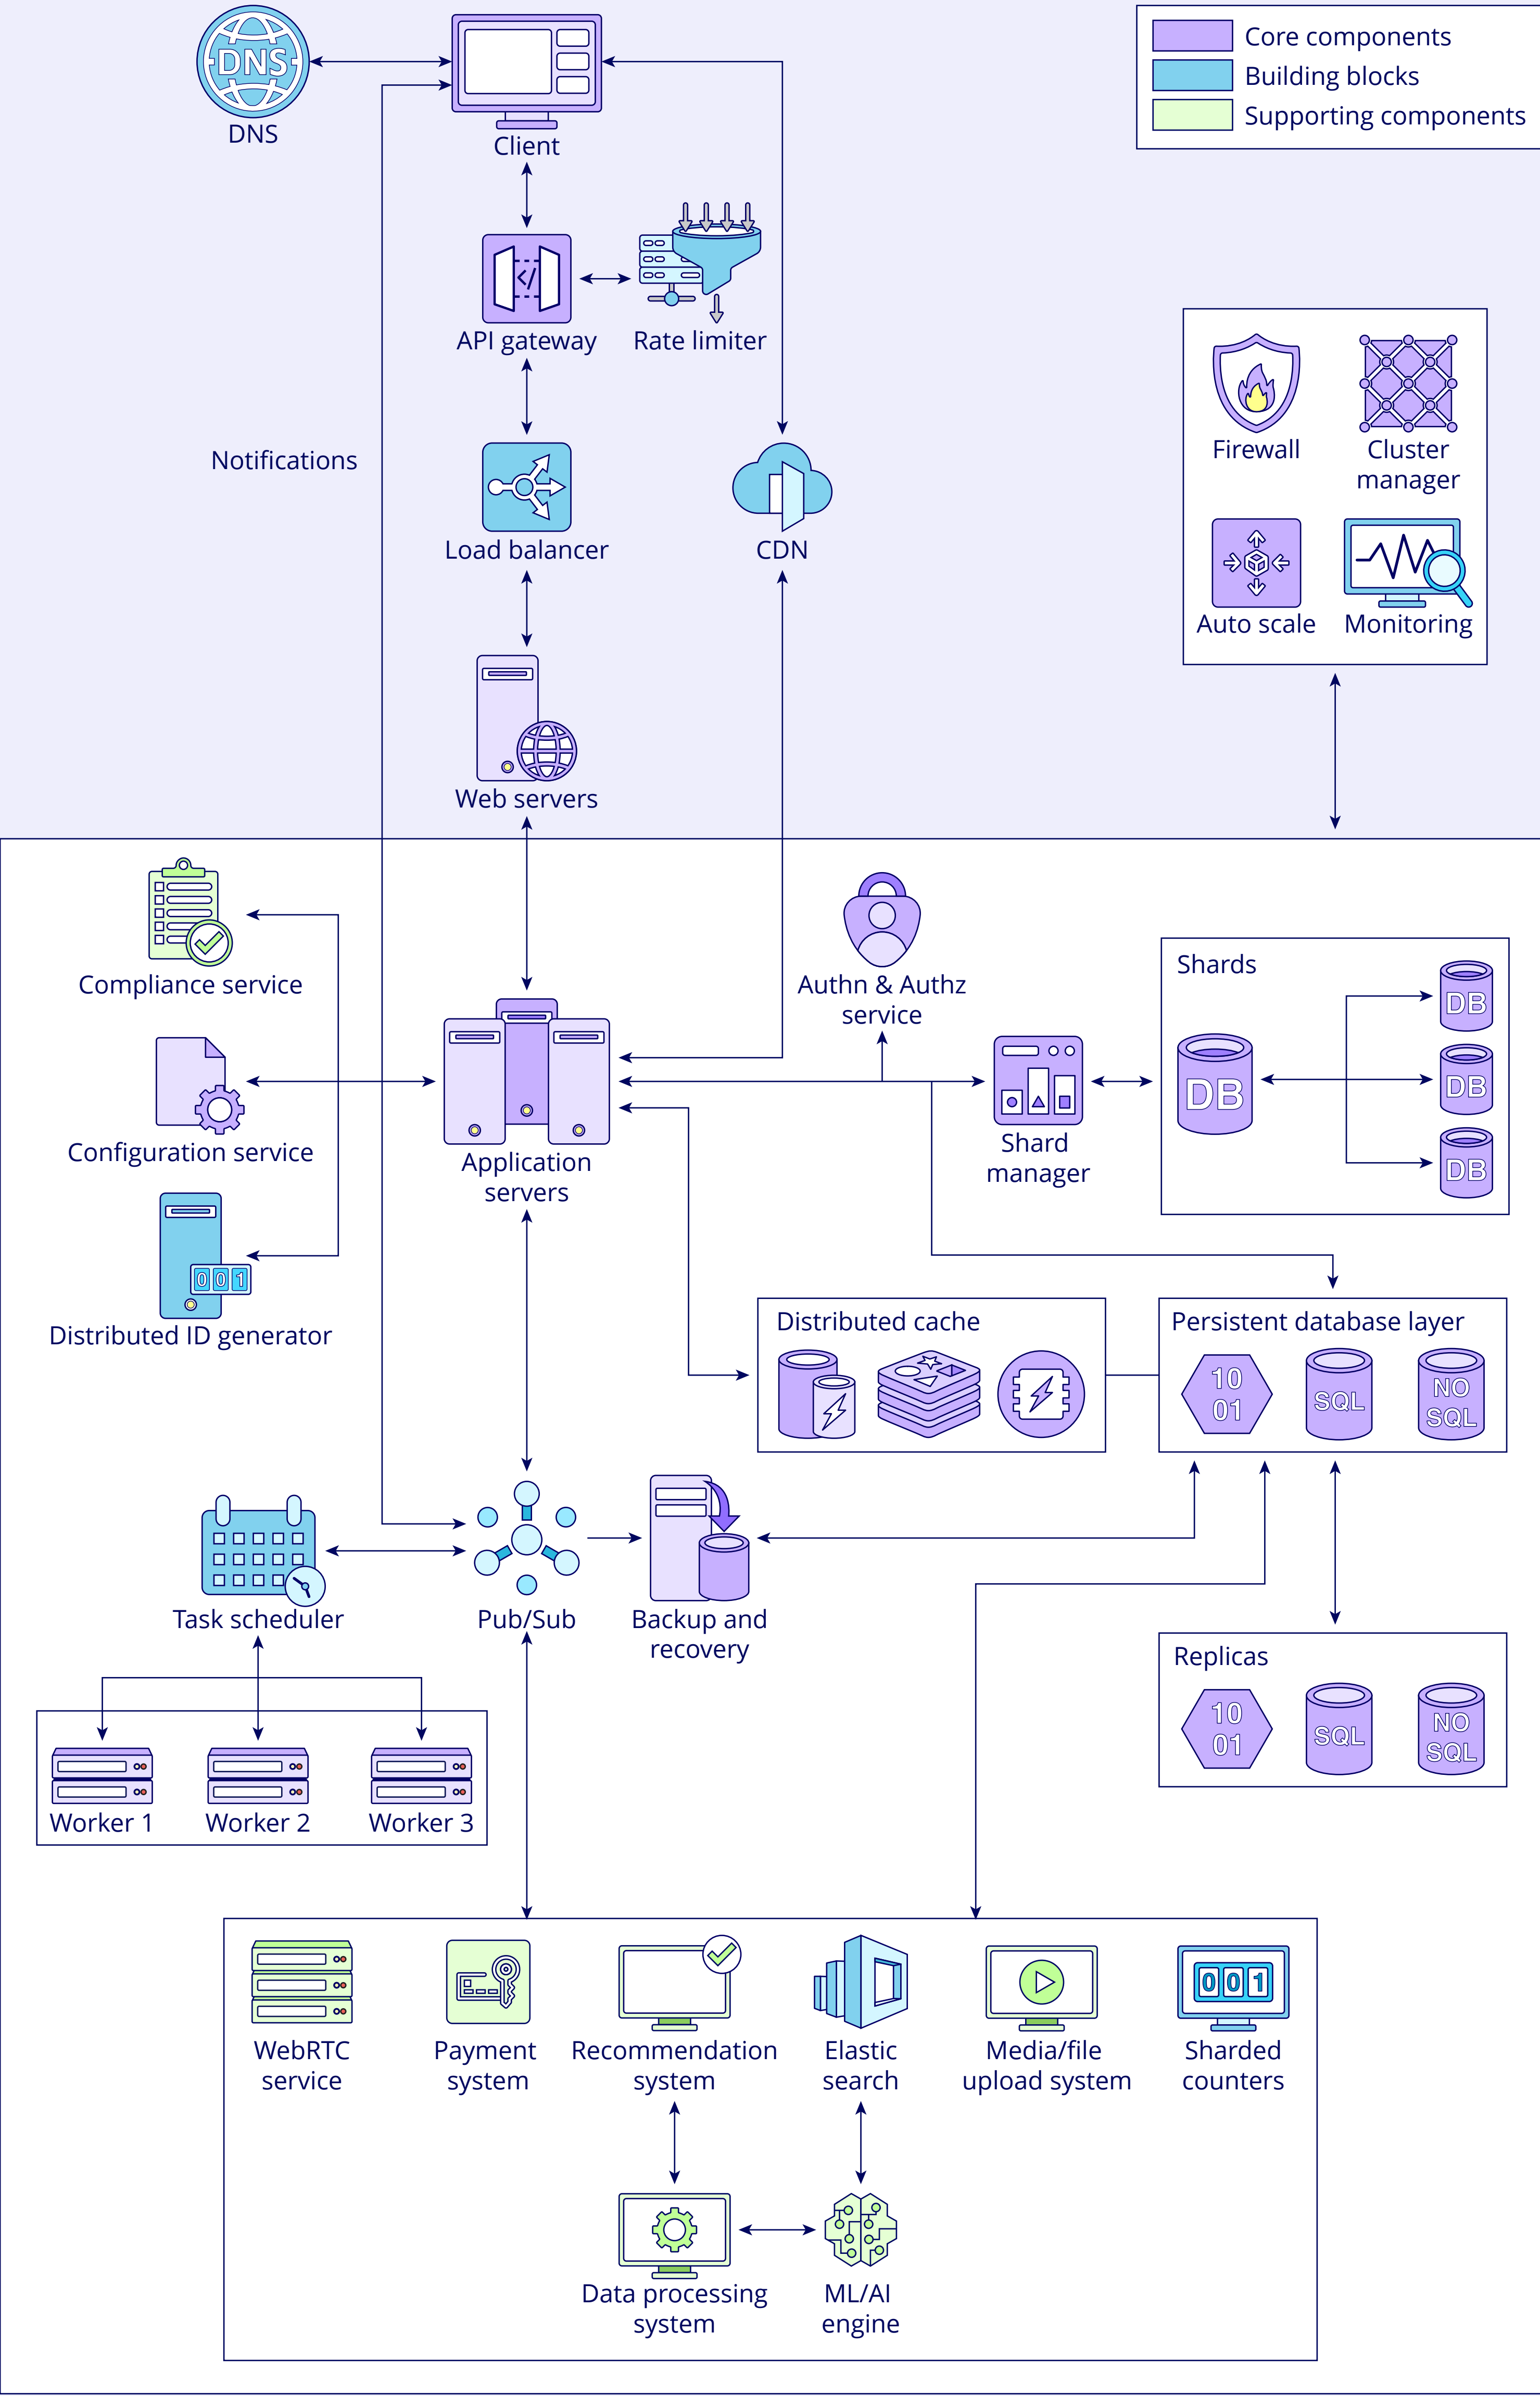 DNS
DNS
Client
Core components
Building blocks
Supporting components
</>
API gateway
Rate limiter
Notifications
Load balancer
CDN
Firewall
Cluster
manager
Auto scale
Monitoring
Web servers
Compliance service
Authn & Authz
service
Shards
DB
DB
DB
DB
Configuration service
Application
servers
Shard
manager
001
Distributed ID generator
Distributed cache
Persistent database layer
10
01
SQL
NO
SQL
Task scheduler
Pub/Sub
Backup and
recovery
Replicas
10
01
SQL
NO
SQL
Worker 1
Worker 2
Worker 3
WebRTC
service
Payment
system
Recommendation
system
Elastic
search
Media/file
upload system
001
Sharded
counters
Data processing
system
ML/AI
engine